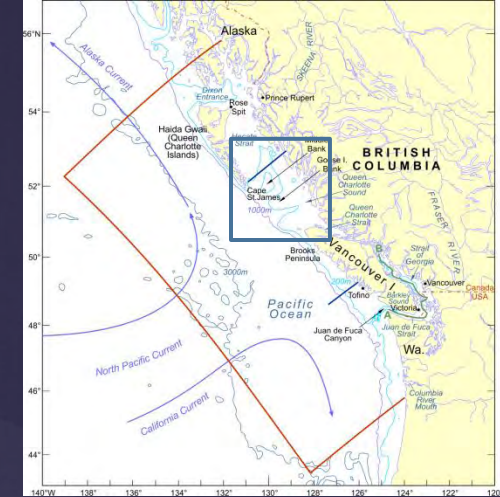 56°N
54°
52°
50°
48°
46°
44°
140°W
138°
136°
134°
132°
130°
128°
126°
124°
122°
120
Alaska
Alaska Current
SKEENA RIVER
Dixon
Entrance
Rose
Spit
Prince Rupert
Haida Gwaii
(Queen
Charlotte
Islands)
Hecate
Strait
Bank
Goose I.
Bank
BRITISH
COLUMBIA
Cape
St.James
1000m
Queen
Charlotte
Sound
Queen
Charlotte
Strait
FRASER RIVER
Brooks
Peninsula
Vancouver I.
B
Strait
of
Georgia
3000m
200m
Tofino
Vancouver
Canada
USA
Barkley
Sound
Victoria
A
Pacific
Ocean
Juan de Fuca
Canyon
Juan de Fuca
Strait
Wa.
North Pacific Current
California Current
Columbia
River
Mouth